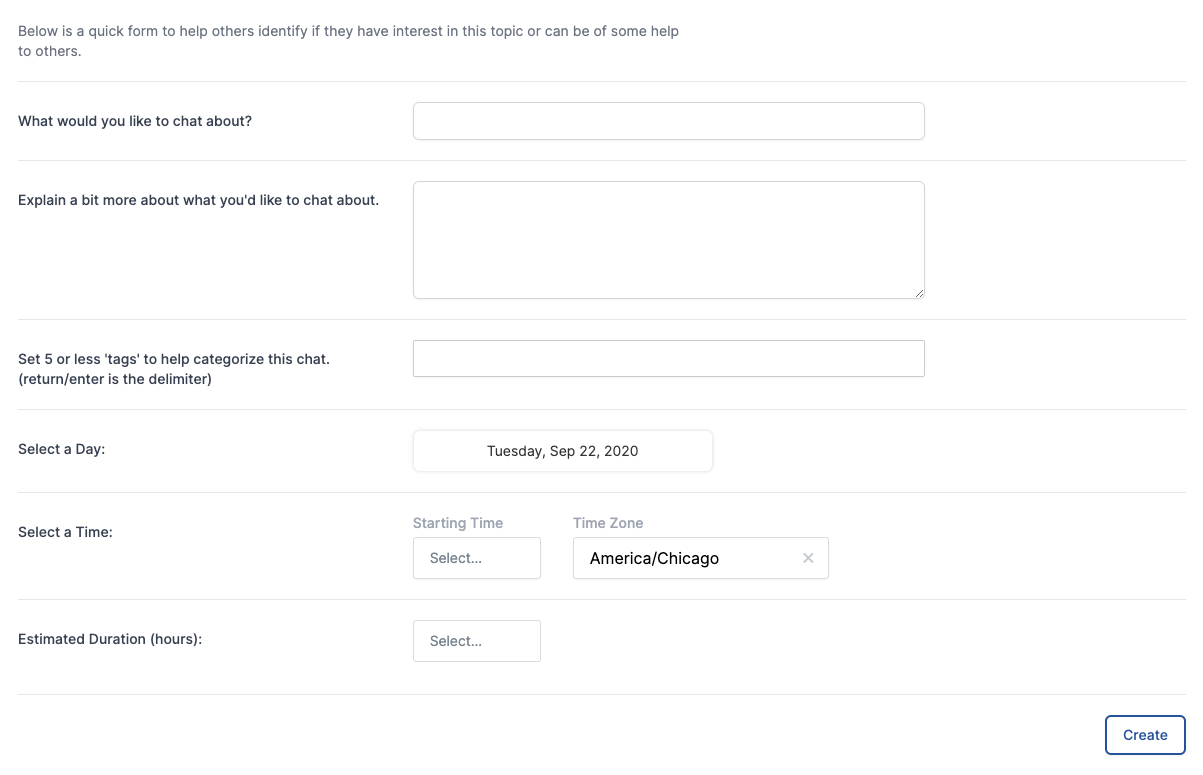 Below is a quick form to help others identify if they have interest in this topic or can be of some help
to others.
What would you like to chat about?
Explain a bit more about what you'd like to chat about.
Set 5 or less 'tags' to help categorize this chat.
(return/enter is the delimiter)
Select a Day:
Tuesday, Sep 22, 2020
Select a Time:
Starting Time
Time Zone
Select...
America/Chicago
Estimated Duration (hours):
Select...
Create